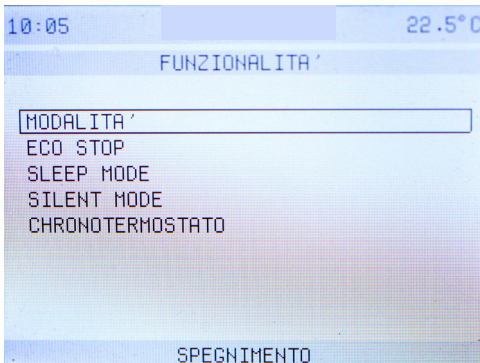 10:05 22.5°C
FUNZIONALITA'
MODALITA'
ECO STOP
SLEEP MODE
SILENT MODE
CHRONOTERMOSTATO
SPEGNIMENTO